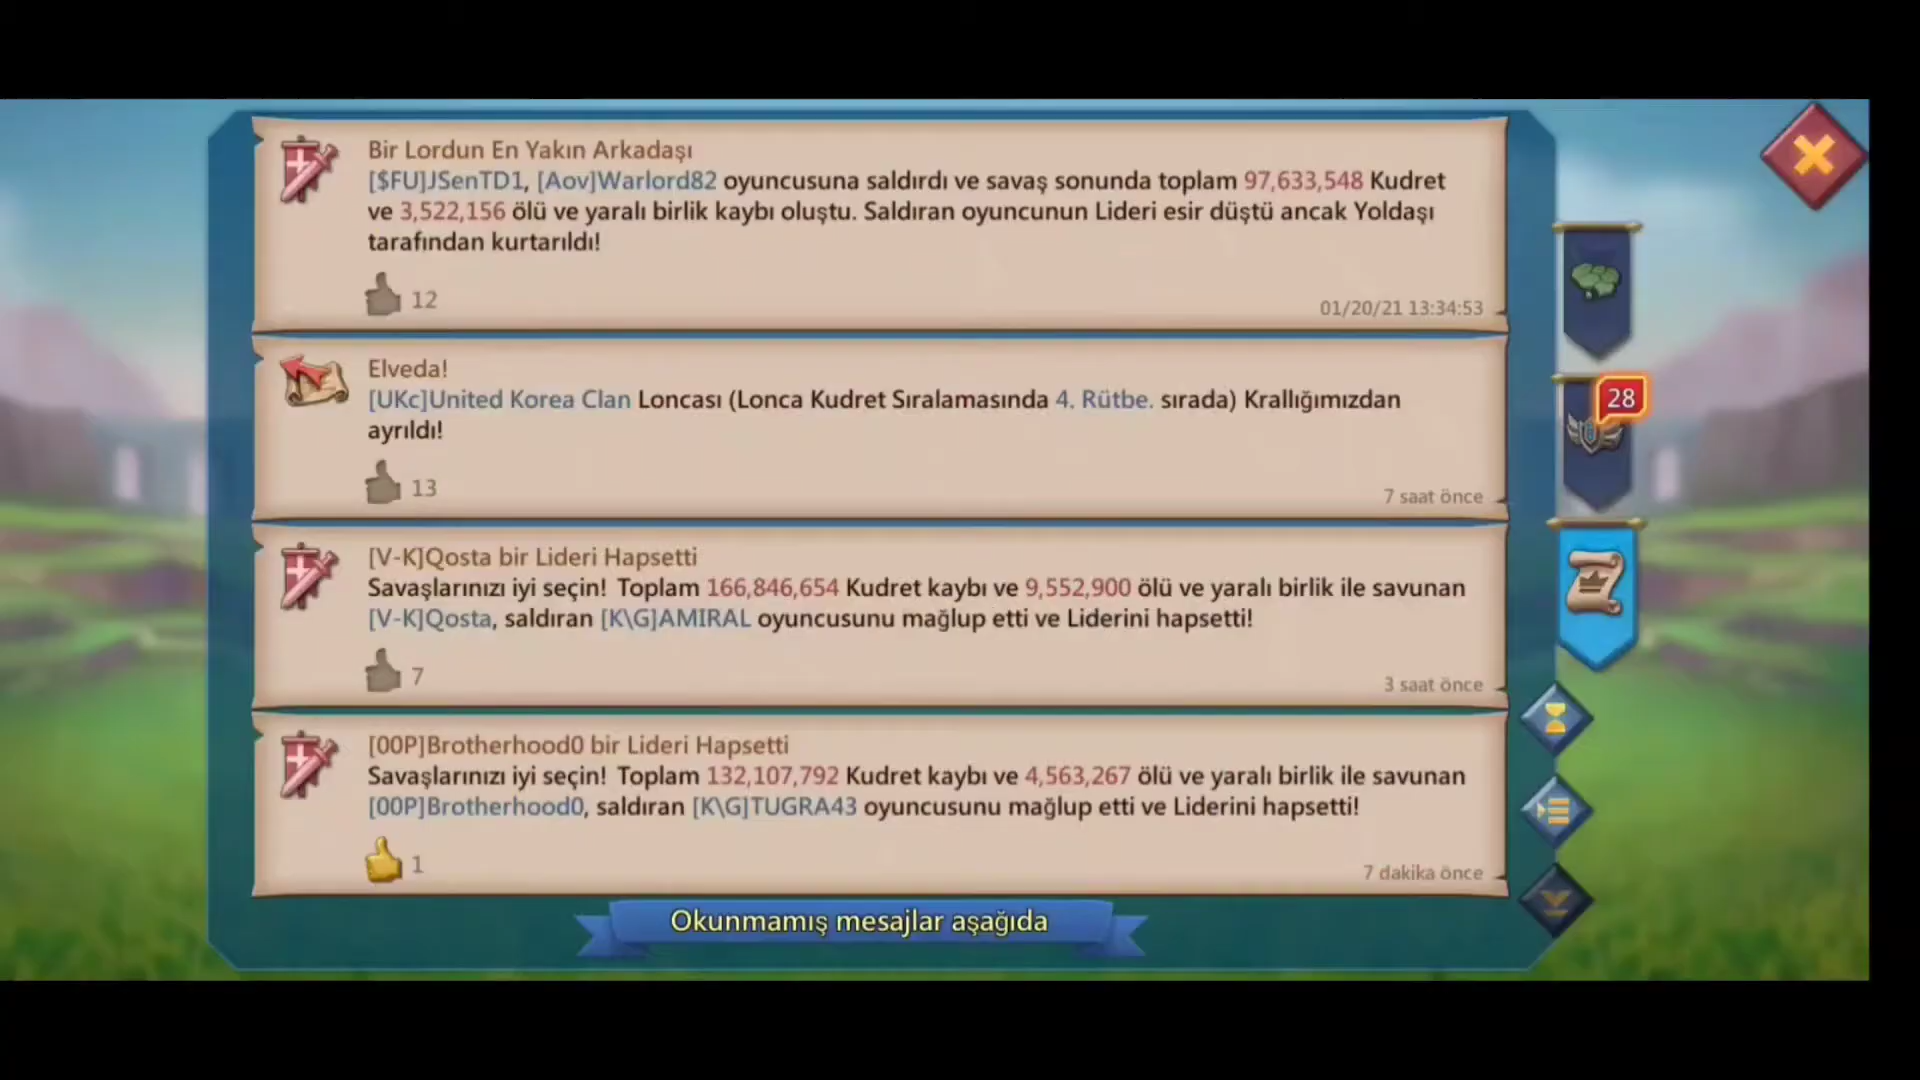 Bir Lordun En Yakın Arkadaşı
[$FU]JSenTD1, [Aov]Warlord82 oyuncusuna saldırdı ve savaş sonunda toplam 97,633,548 Kudret
ve 3,522,156 ölü ve yaralı birlik kaybı oluştu. Saldıran oyuncunun Lideri esir düştü ancak Yoldaşı
tarafından kurtarıldı!
12
01/20/21 13:34:53
Elveda!
[UKc]United Korea Clan Loncası (Lonca Kudret Sıralamasında 4. Rütbe. sırada) Krallığımızdan
ayrıldı!
13
7 saat önce
28
[V-K]Qosta bir Lideri Hapsetti
Savaşlarınızı iyi seçin! Toplam 166,846,654 Kudret kaybı ve 9,552,900 ölü ve yaralı birlik ile savunan
[V-K]Qosta, saldıran [K\G]AMIRAL oyuncusunu mağlup etti ve Liderini hapsetti!
7
3 saat önce
[00P]Brotherhood0 bir Lideri Hapsetti
Savaşlarınızı iyi seçin! Toplam 132,107,792 Kudret kaybı ve 4,563,267 ölü ve yaralı birlik ile savunan
[00P]Brotherhood0, saldıran [K\G]TUGRA43 oyuncusunu mağlup etti ve Liderini hapsetti!
1
7 dakika önce
Okunmamış mesajlar aşağıda